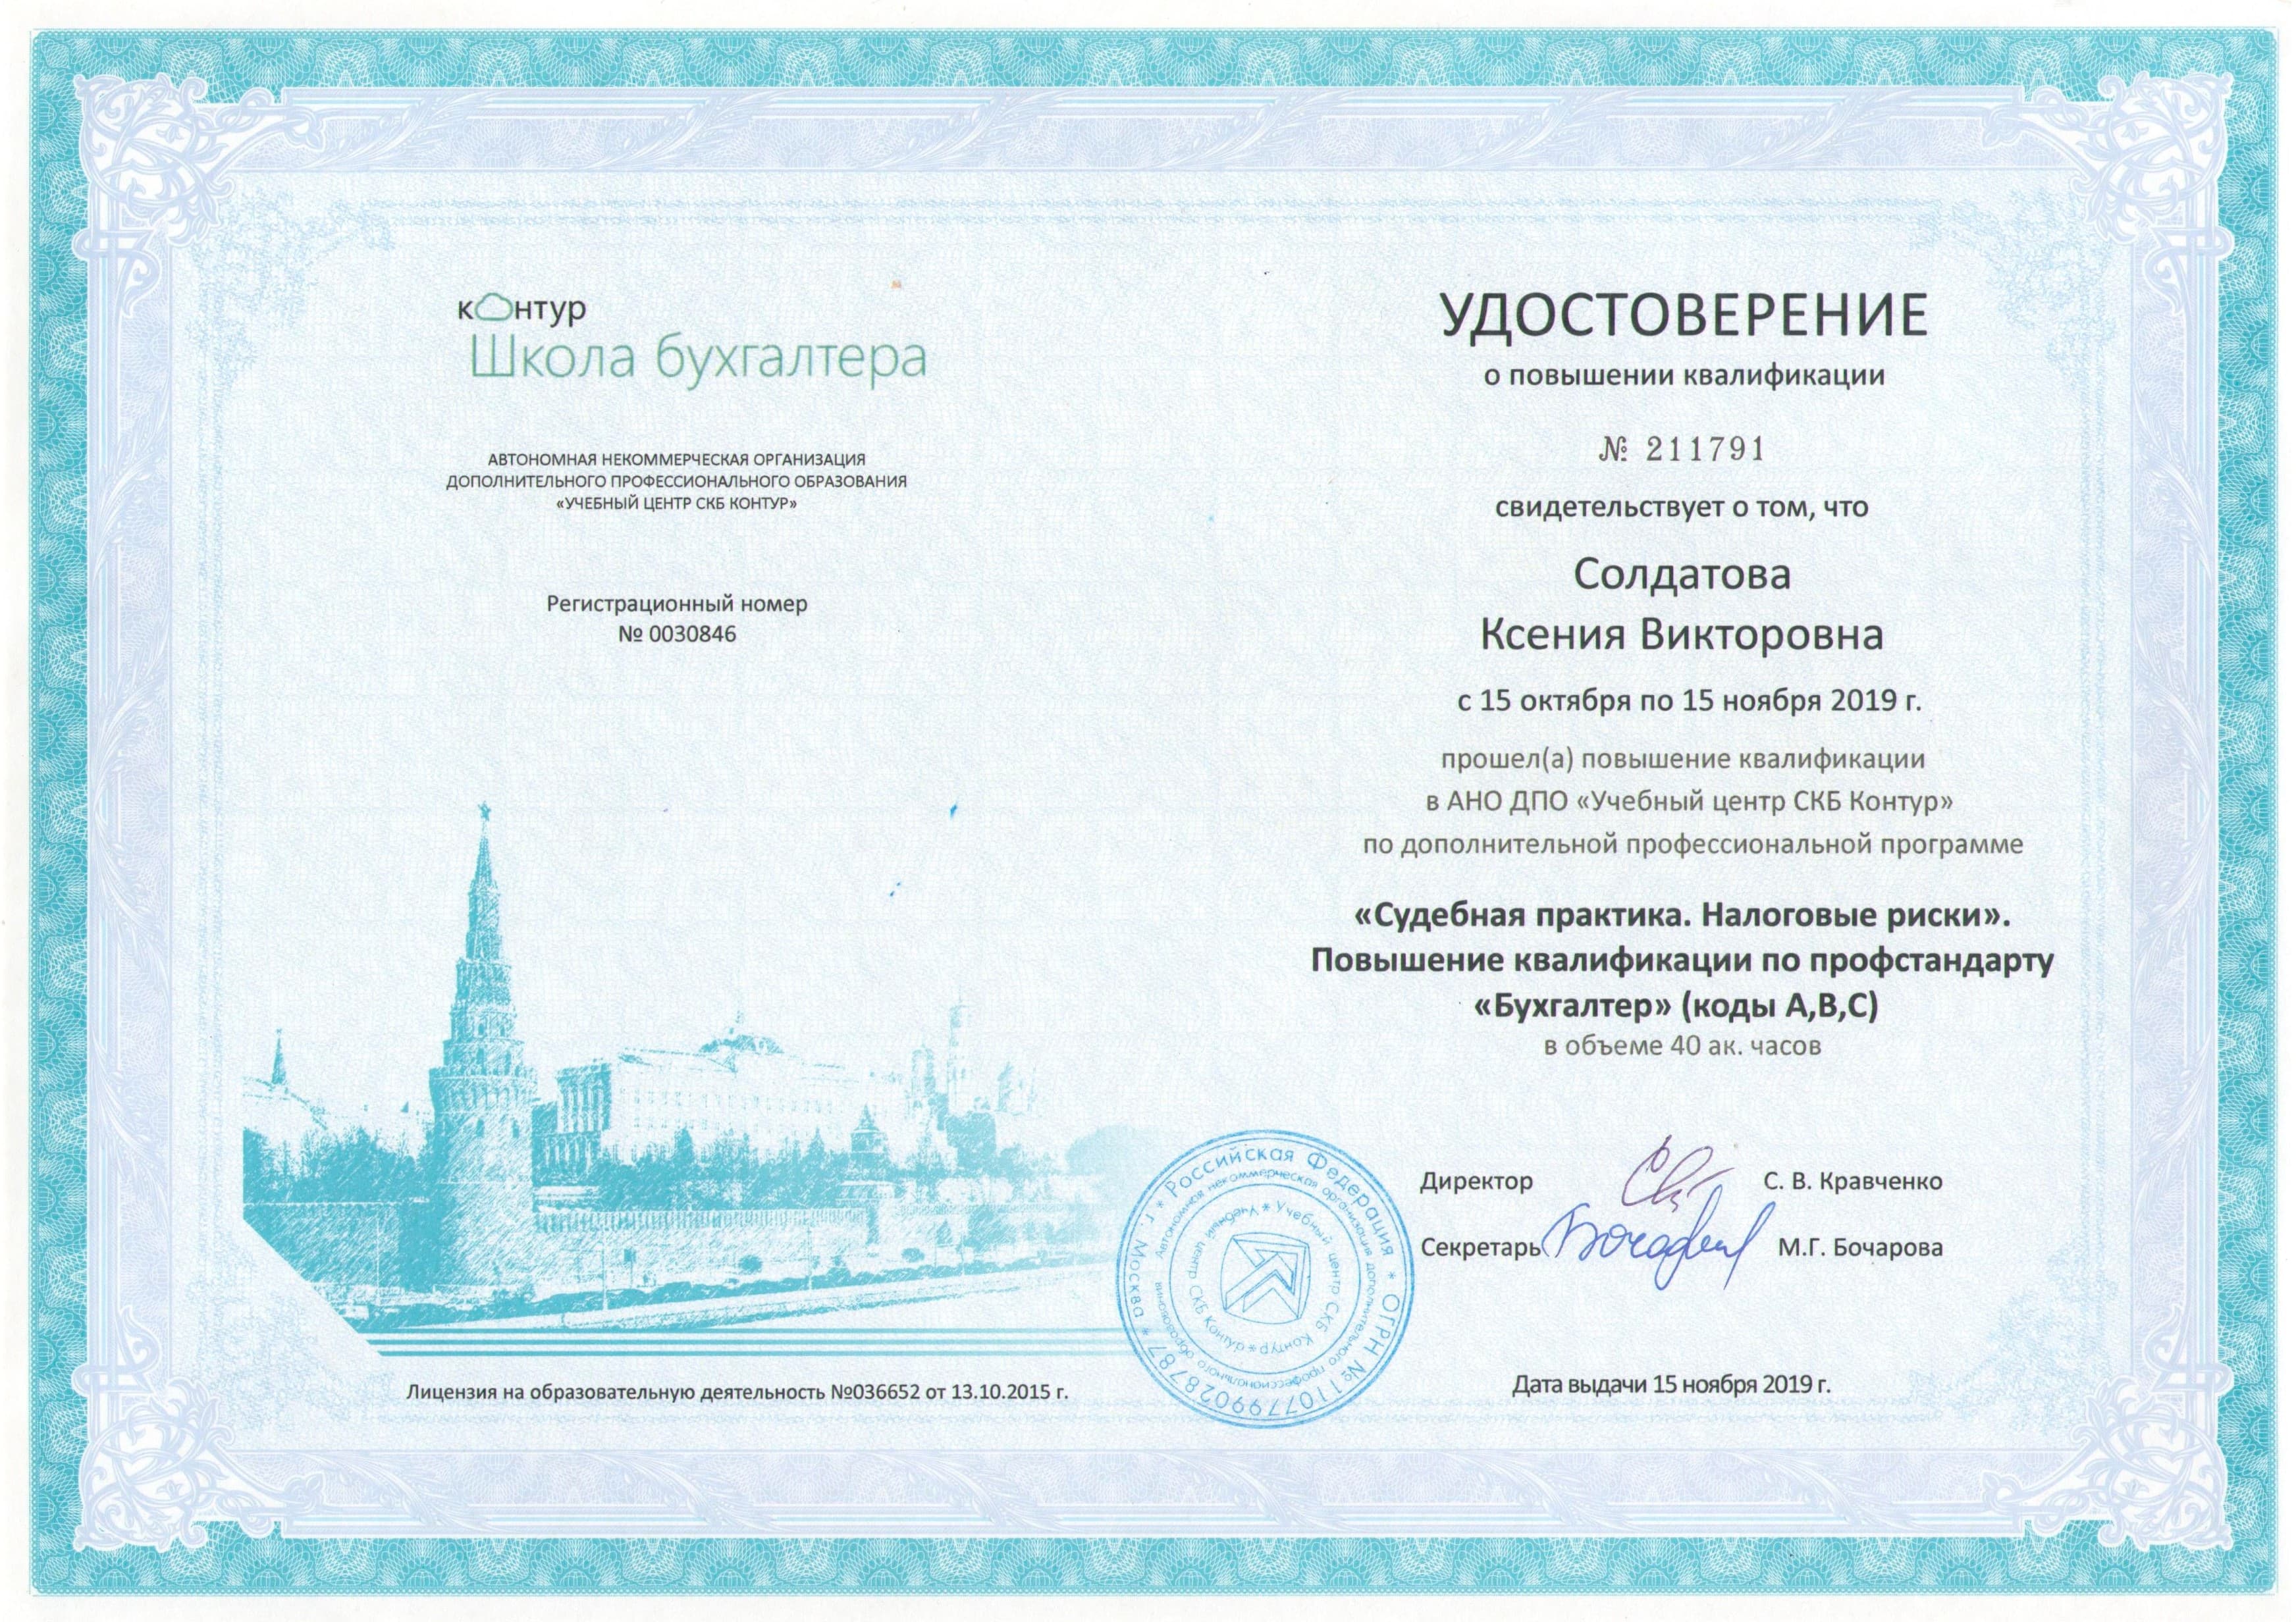 контур
Школа бухгалтера
АВТОНОМНАЯ НЕКОММЕРЧЕСКАЯ ОРГАНИЗАЦИЯ
ДОПОЛНИТЕЛЬНОГО ПРОФЕССИОНАЛЬНОГО ОБРАЗОВАНИЯ
«УЧЕБНЫЙ ЦЕНТР СКБ КОНТУР»
Регистрационный номер
№ 0030846
Лицензия на образовательную деятельность №036652 от 13.10.2015 г.
УДОСТОВЕРЕНИЕ
о повышении квалификации
№ 211791
свидетельствует о том, что
Солдатова
Ксения Викторовна
с 15 октября по 15 ноября 2019 г.
прошел(а) повышение квалификации
в АНО ДПО «Учебный центр СКБ Контур»
по дополнительной профессиональной программе
«Судебная практика. Налоговые риски».
Повышение квалификации по профстандарту
«Бухгалтер» (коды А,В,С)
в объеме 40 ак. часов
Директор С. В. Кравченко
Секретарь М.Г. Бочарова
Дата выдачи 15 ноября 2019 г.
* Российская Федерация * ОГРН №1107799028787 * г. Москва
Автономная некоммерческая организация дополнительного профессионального образования
* Учебный центр СКБ Контур * Учебный центр СКБ Контур